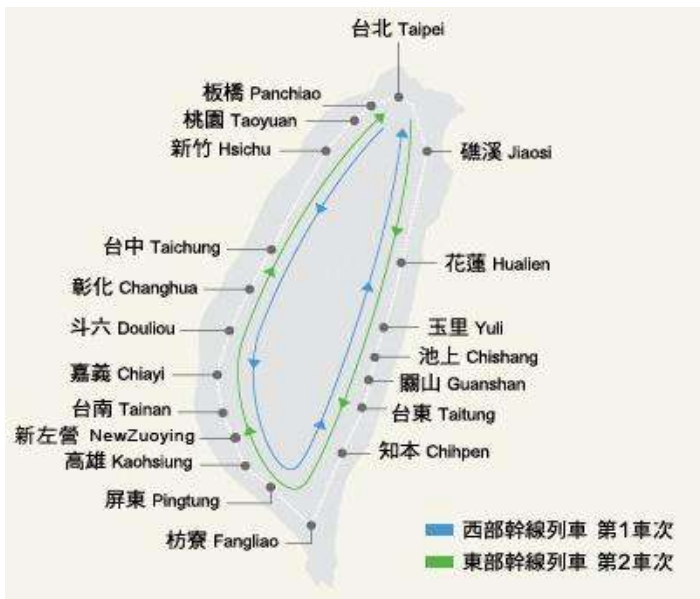 台北 Taipei
板橋 Panchiao
桃園 Taoyuan
新竹 Hsichu
礁溪 Jiaosi
台中 Taichung
花蓮 Hualien
彰化 Changhua
斗六 Douliou
玉里 Yuli
池上 Chishang
嘉義 Chiayi
關山 Guanshan
台南 Tainan
台東 Taitung
新左營 NewZuoying
知本 Chihpen
高雄 Kaohsiung
屏東 Pingtung
枋寮 Fangliao
西部幹線列車 第1車次
東部幹線列車 第2車次